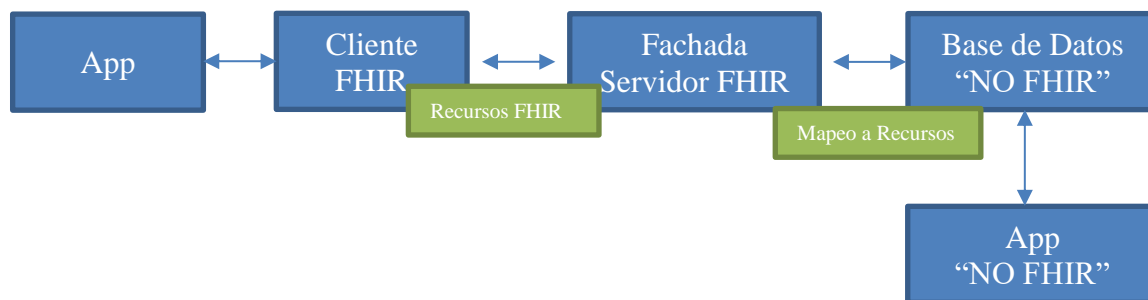 App
Cliente
FHIR
Fachada
Servidor FHIR
Base de Datos
“NO FHIR”
Recursos FHIR
Mapeo a Recursos
App
“NO FHIR”